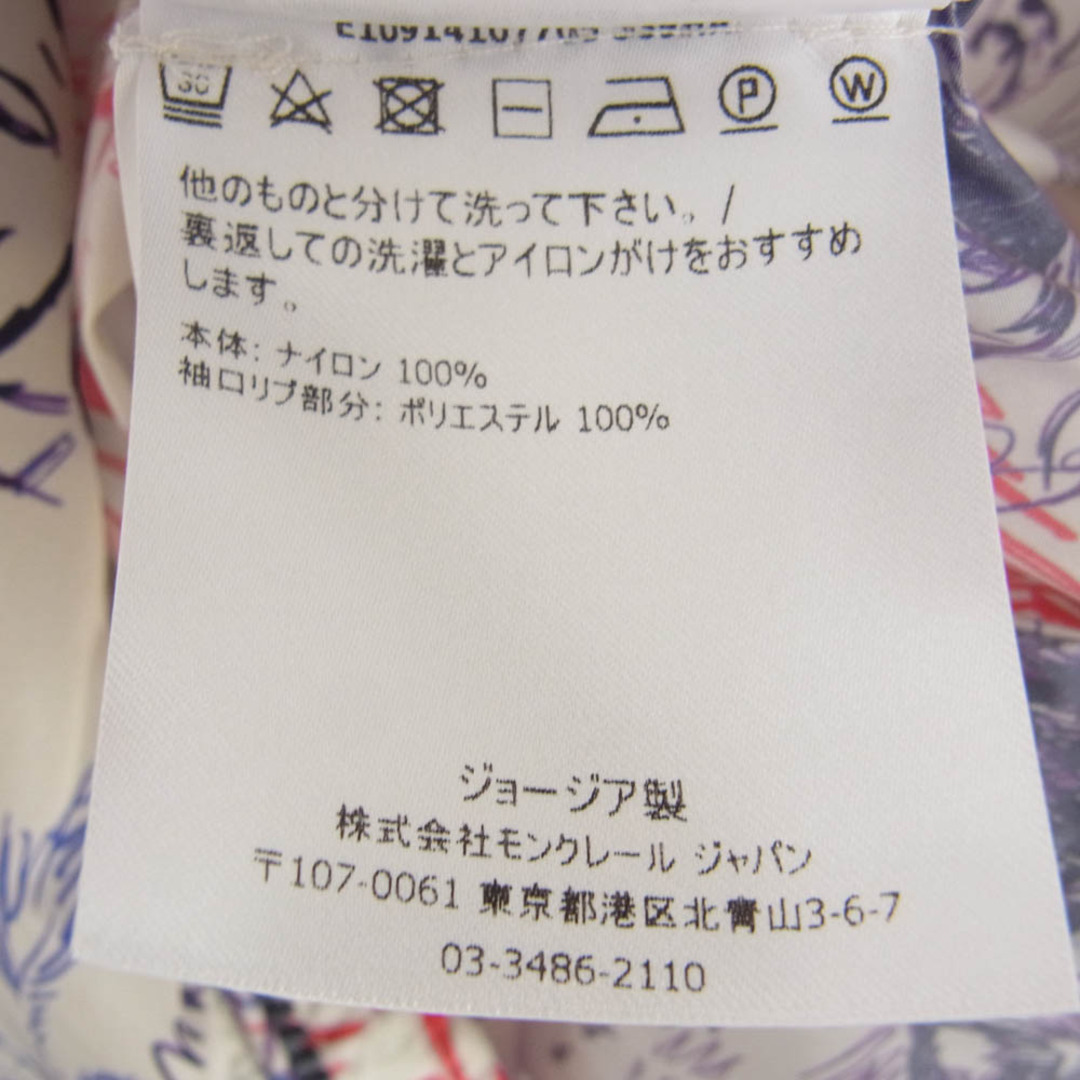 30
P W
他のものと分けて洗って下さい。/
裏返しての洗濯とアイロンがけをおすすめ
します。
本体: ナイロン 100%
袖口リブ部分: ポリエステル 100%
ジョージア製
株式会社モンクレール ジャパン
〒107-0061 東京都港区北青山3-6-7
03-3486-2110